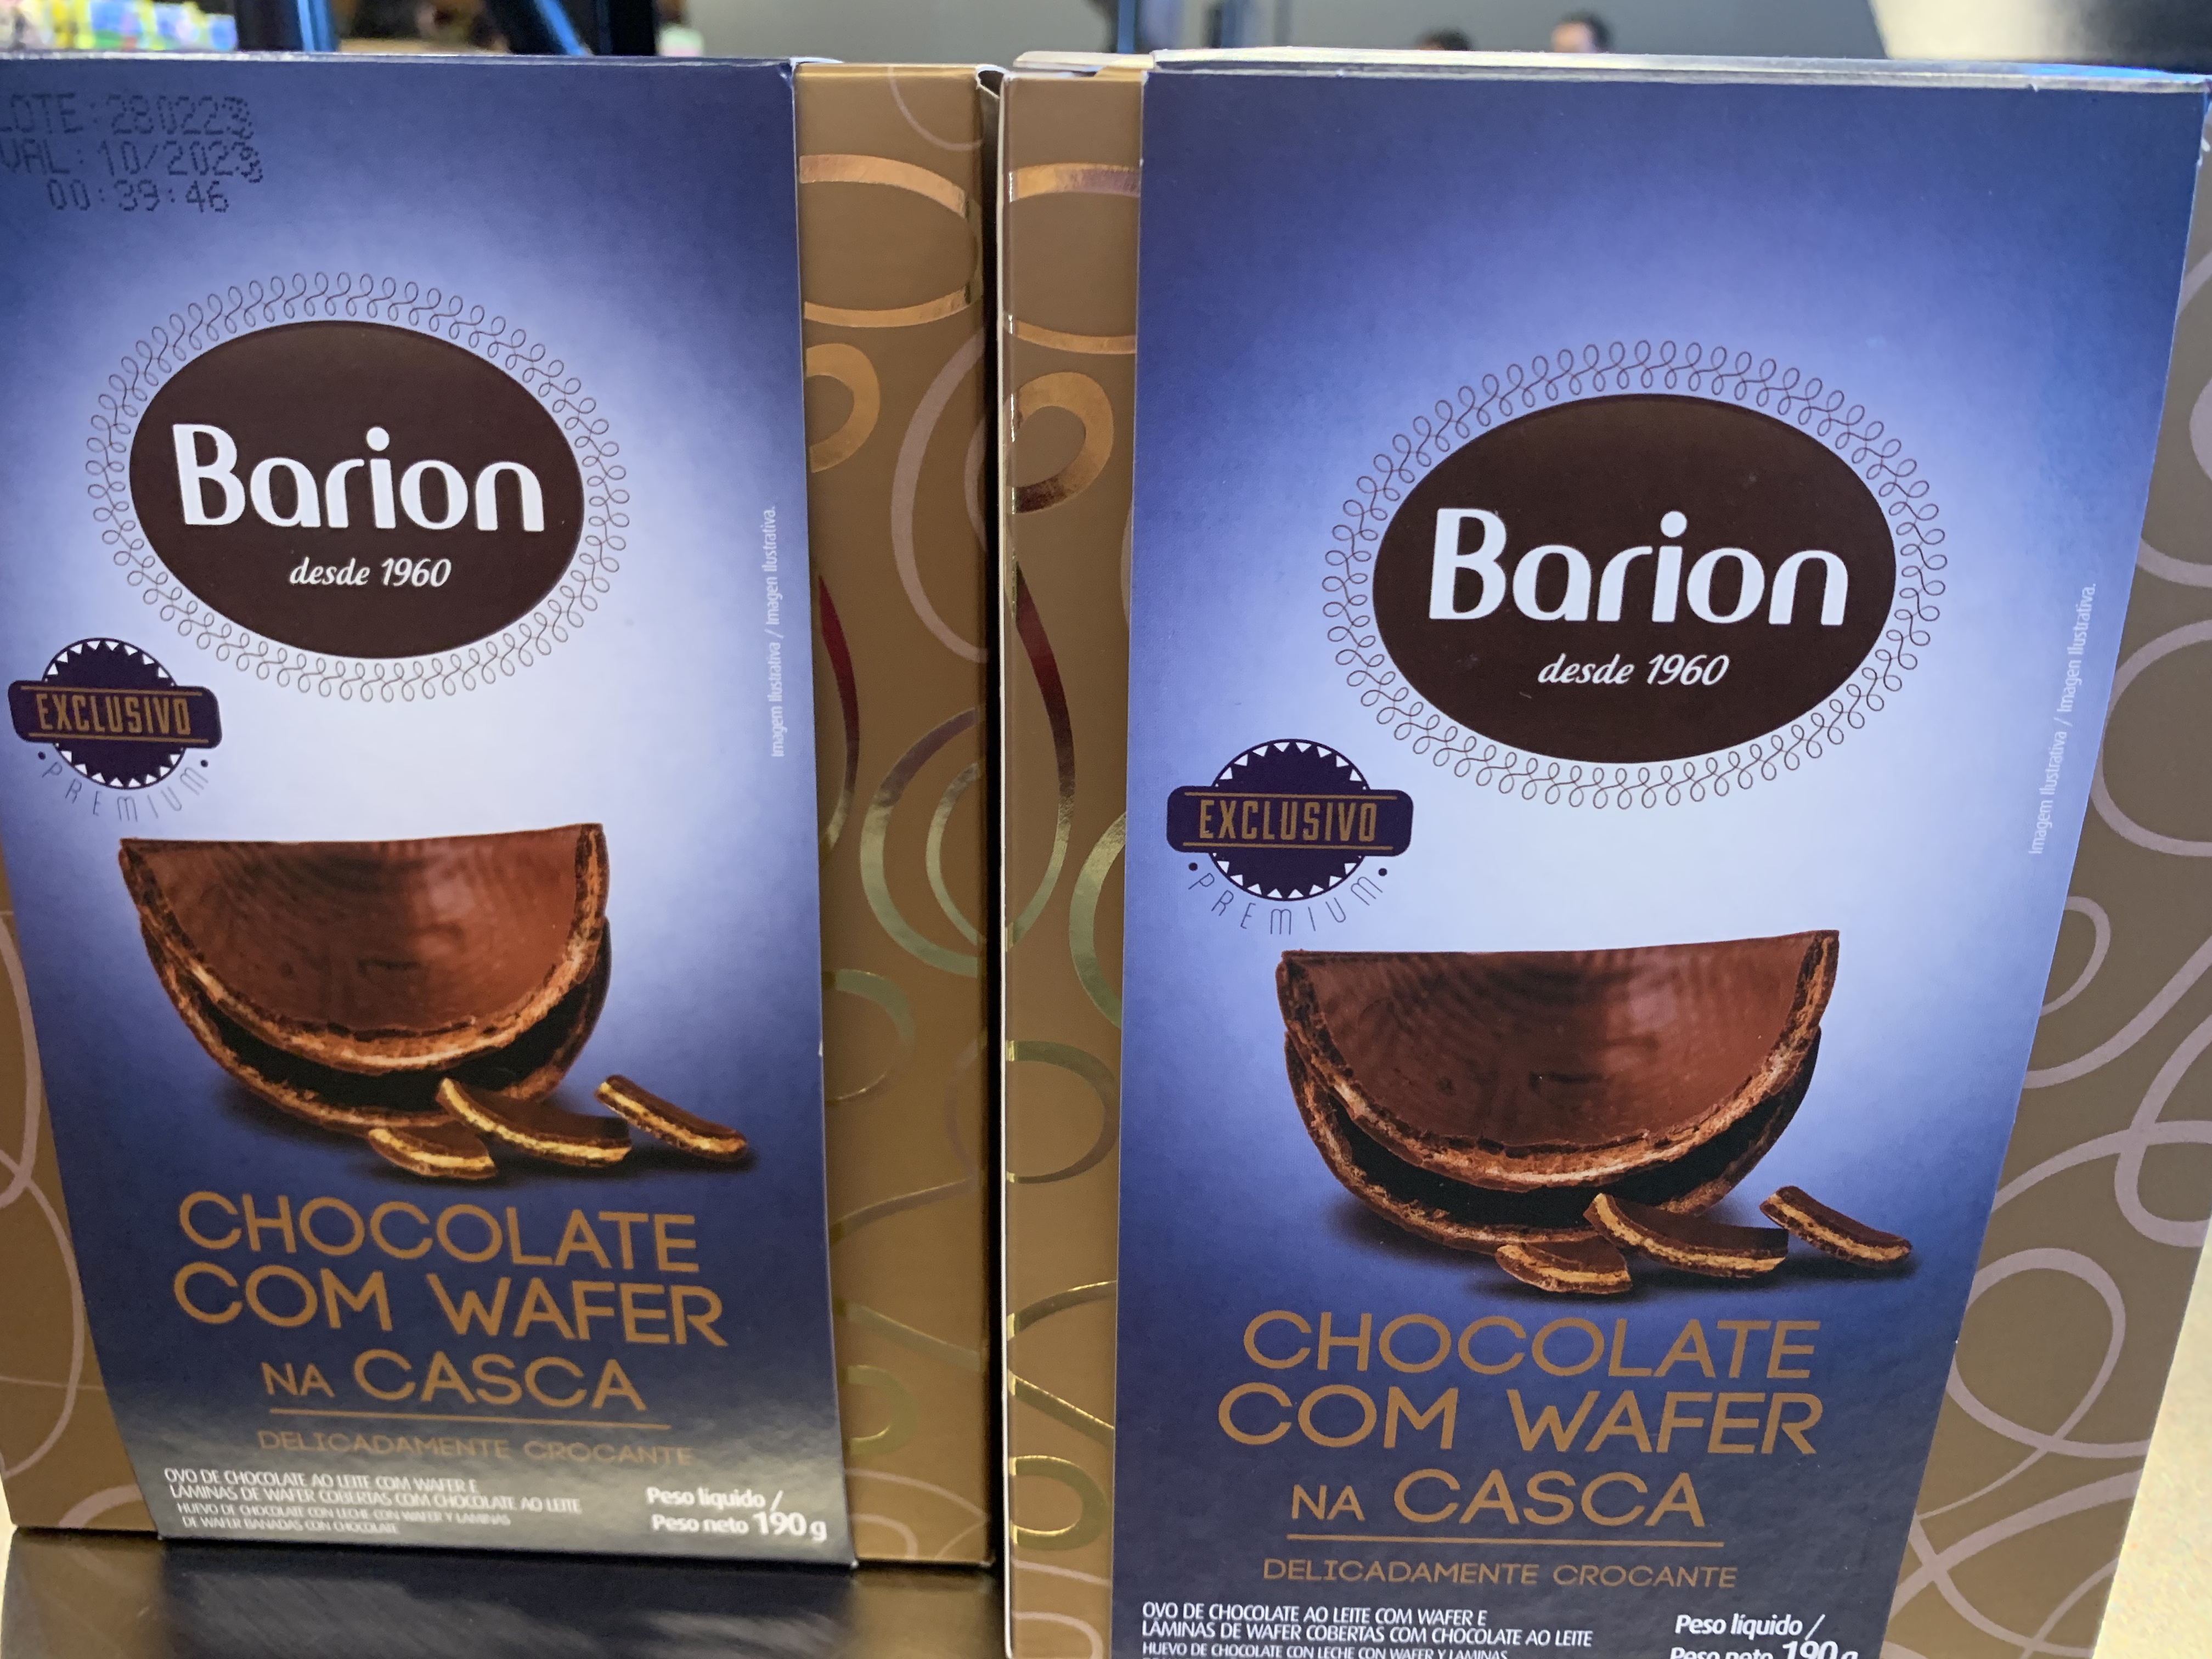 LOTE:280223
VAL:10/2023
00:39:46
Barion
desde 1960
Imagem Ilustrativa / Imagen Ilustrativa.
EXCLUSIVO
PREMIUM
CHOCOLATE
COM WAFER
NA CASCA
DELICADAMENTE CROCANTE
OVO DE CHOCOLATE AO LEITE COM WAFER E
LÂMINAS DE WAFER COBERTAS COM CHOCOLATE AO LEITE
HUEVO DE CHOCOLATE CON LECHE CON WAFER Y LAMINAS
DE WAFER BANADAS CON CHOCOLATE
Peso líquido /
Peso neto 190 g
Barion
desde 1960
Imagem Ilustrativa / Imagen Ilustrativa.
EXCLUSIVO
PREMIUM
CHOCOLATE
COM WAFER
NA CASCA
DELICADAMENTE CROCANTE
OVO DE CHOCOLATE AO LEITE COM WAFER E
LÂMINAS DE WAFER COBERTAS COM CHOCOLATE AO LEITE
HUEVO DE CHOCOLATE CON LECHE CON WAFER Y LAMINAS
Peso líquido /
Peso neto 190 g